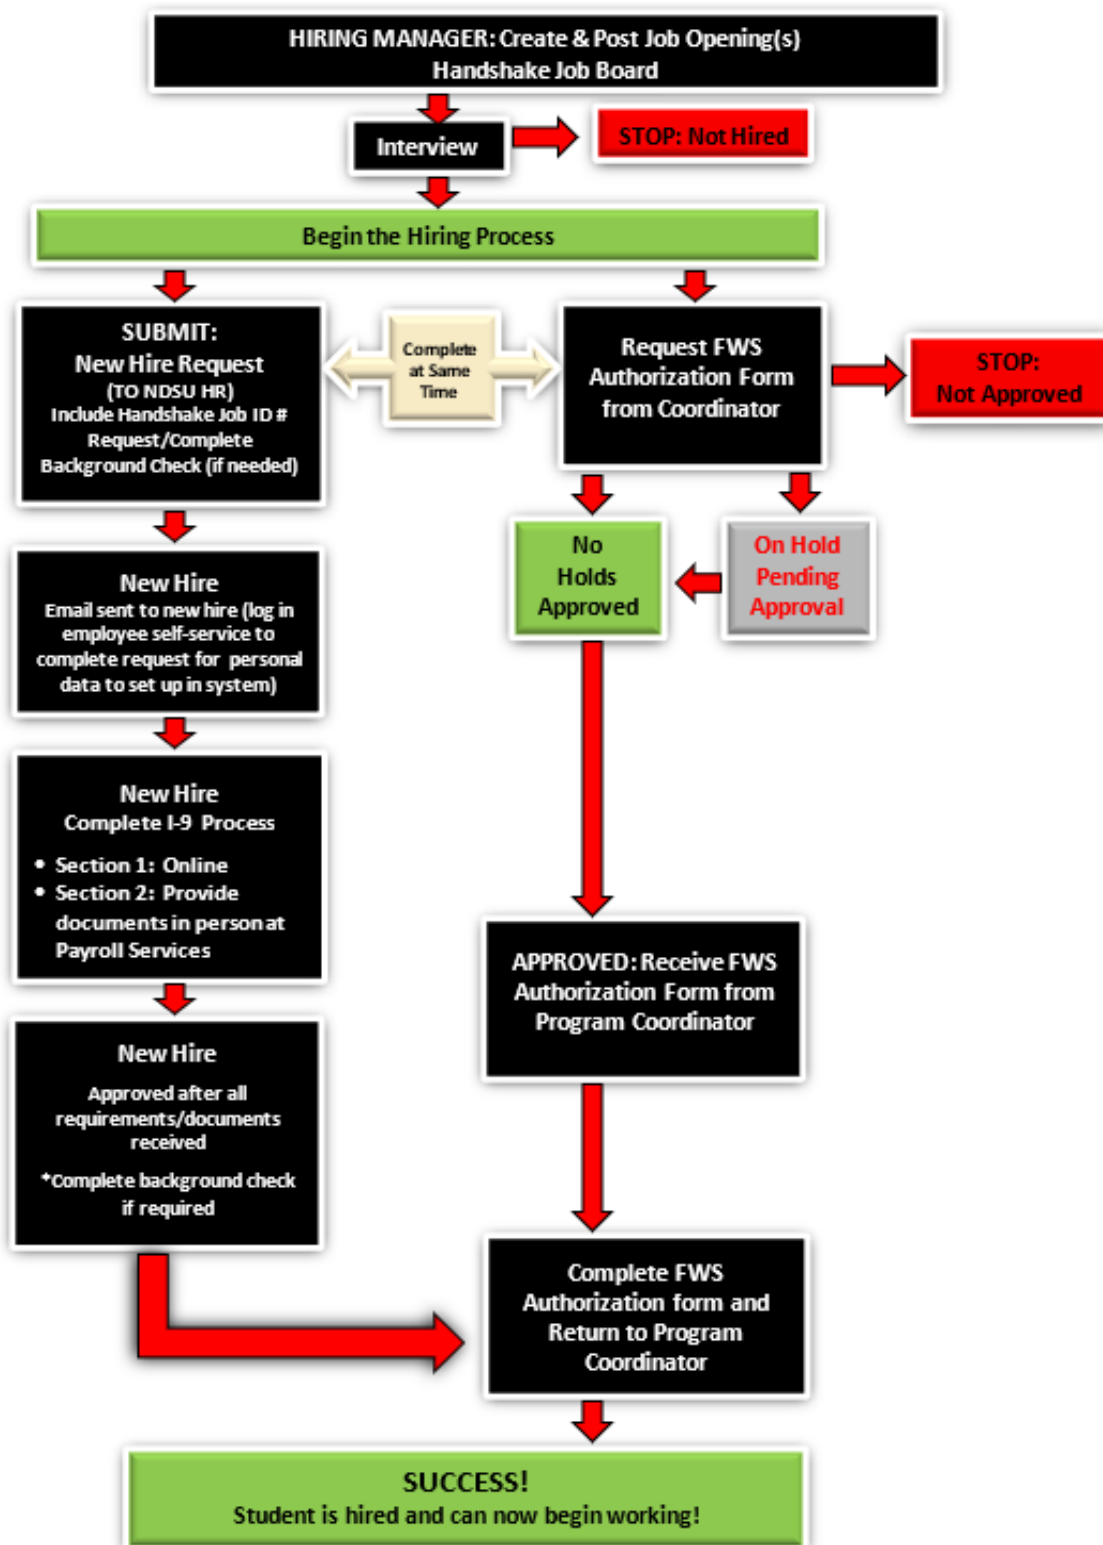 HIRING MANAGER: Create & Post Job Opening(s)
Handshake Job Board
Interview
STOP: Not Hired
Begin the Hiring Process
SUBMIT:
New Hire Request
(TO NDSU HR)
Include Handshake Job ID #
Request/Complete
Background Check (if needed)
Complete
at Same
Time
Request FWS
Authorization Form
from Coordinator
STOP:
Not Approved
No
Holds
Approved
On Hold
Pending
Approval
New Hire
Email sent to new hire (log in
employee self-service to
complete request for personal
data to set up in system)
New Hire
Complete I-9 Process
• Section 1: Online
• Section 2: Provide
documents in person at
Payroll Services
APPROVED: Receive FWS
Authorization Form from
Program Coordinator
New Hire
Approved after all
requirements/documents
received
*Complete background check
if required
Complete FWS
Authorization form and
Return to Program
Coordinator
SUCCESS!
Student is hired and can now begin working!